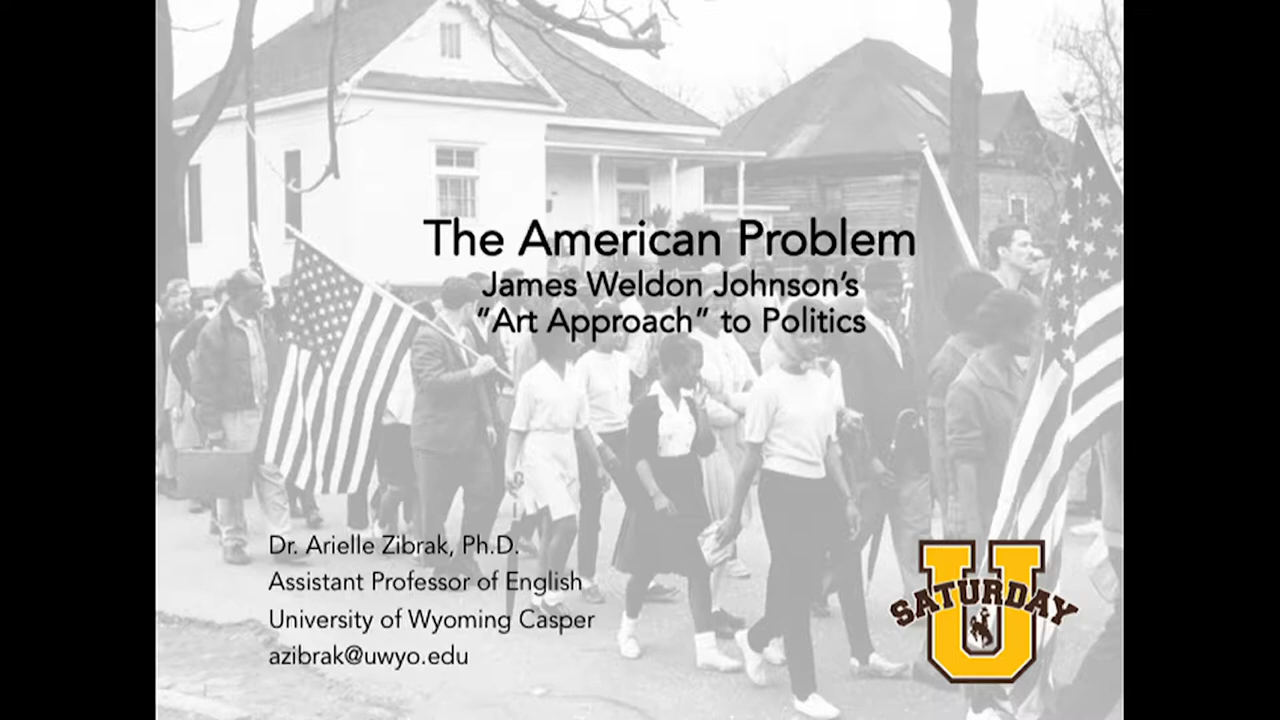 The American Problem
James Weldon Johnson’s
“Art Approach” to Politics
Dr. Arielle Zibrak, Ph.D.
Assistant Professor of English
University of Wyoming Casper
azibrak@uwyo.edu
U
SATURDAY